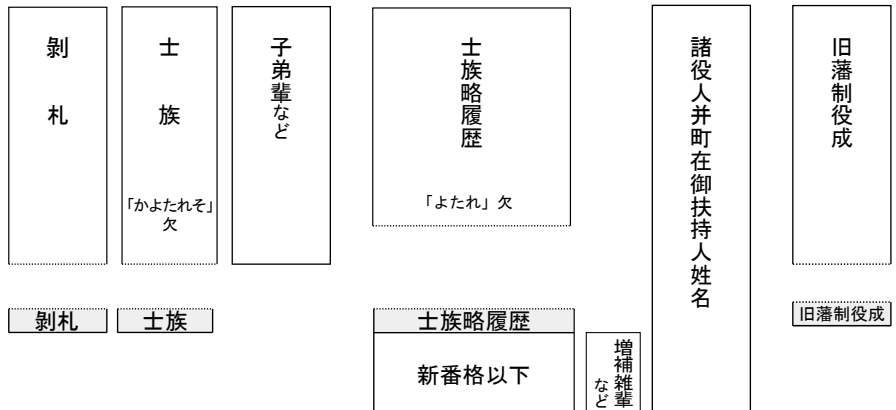 剝札
士族
「かよたれそ」
欠
子弟輩など
士族略履歴
「よたれ」欠
諸役人并町在御扶持人姓名
旧藩制役成
剝札
士族
士族略履歴
新番格以下
増補雑輩
など
旧藩制役成